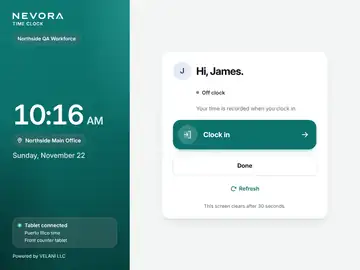 NEVORA
TIME CLOCK
Northside QA Workforce
10:16 AM
Northside Main Office
Sunday, November 22
Tablet connected
Puerto Rico time
Front counter tablet
Powered by VELANI LLC
J
Hi, James.
Off clock
Your time is recorded when you clock in.
Clock in
Done
Refresh
This screen clears after 30 seconds.